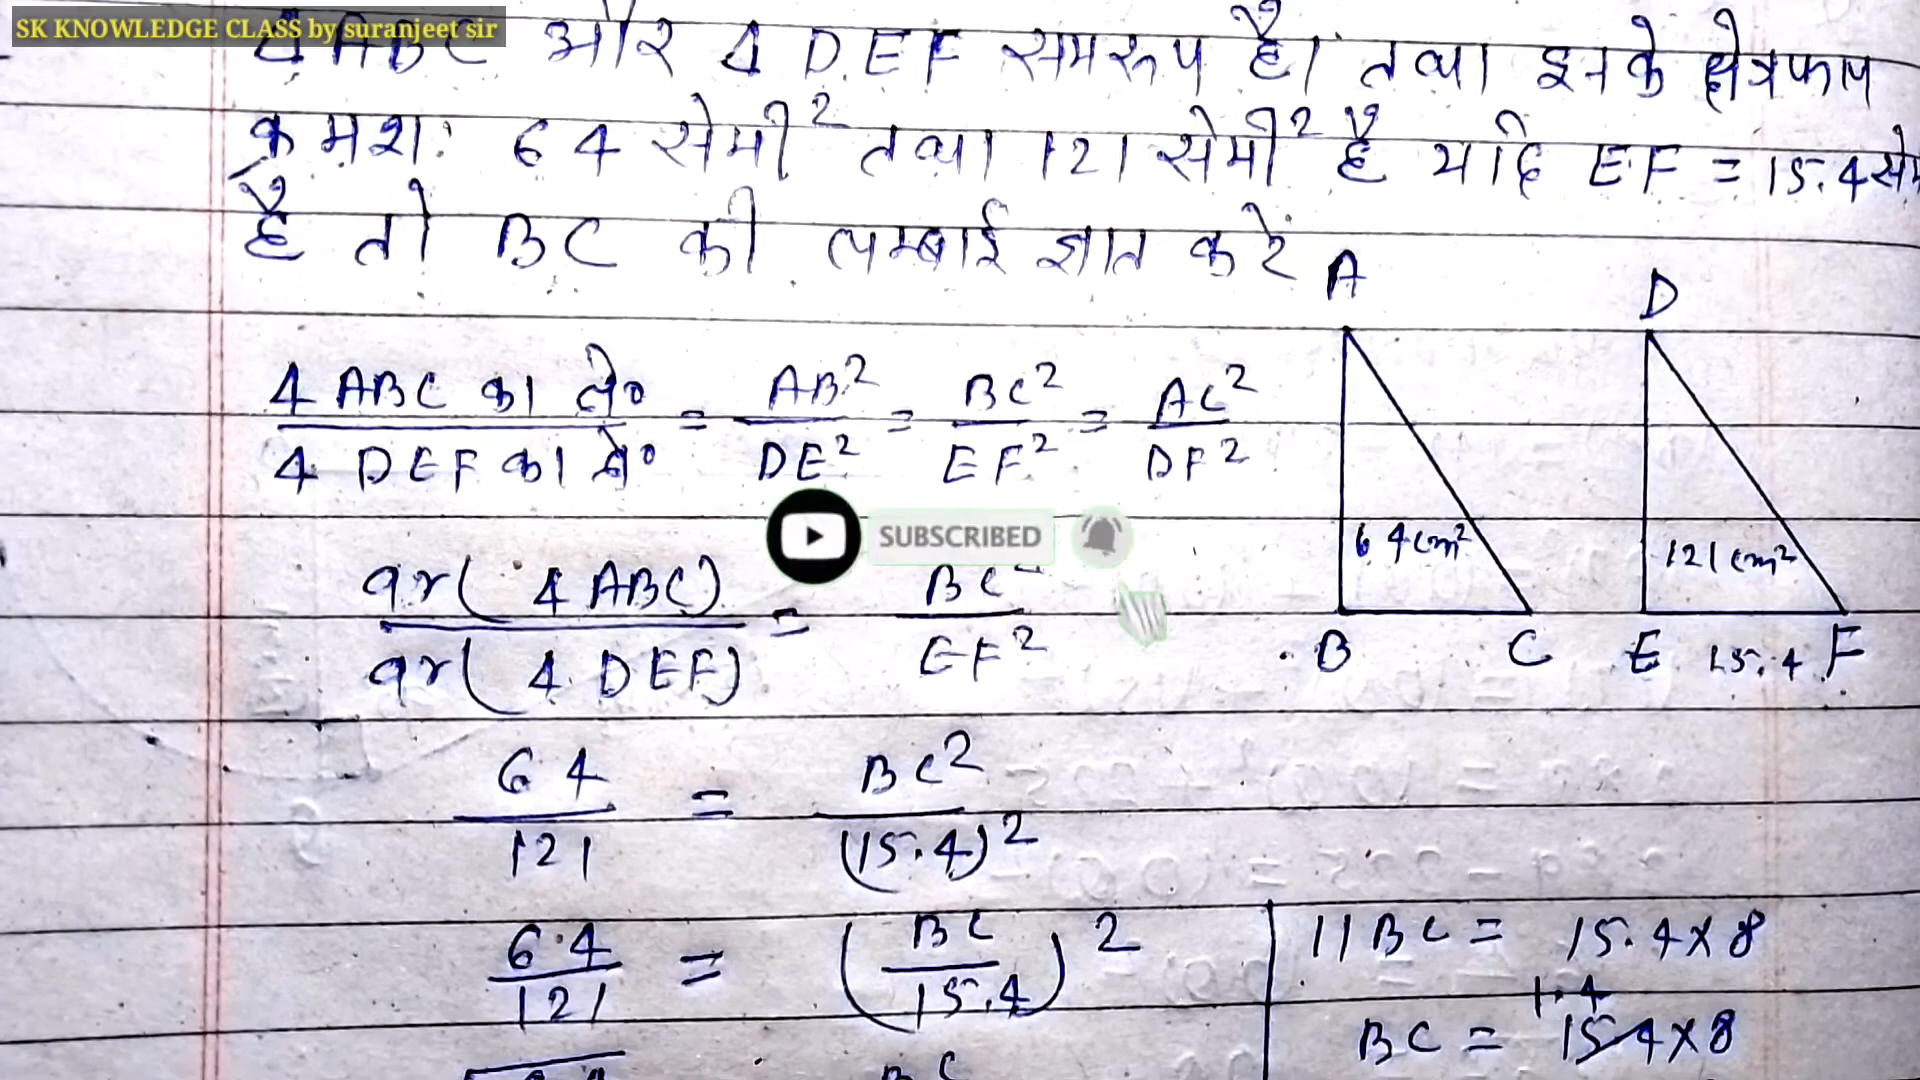 SK KNOWLEDGE CLASS by suranjeet sir
Δ ABC और Δ DEF समरूप है। तथा इनके क्षेत्रफल
क्रमशः 64 सेमी² तथा 121 सेमी² है यदि EF = 15.4 सेम
है तो BC की लम्बाई ज्ञात करे
A D
Δ ABC का क्षे० / Δ DEF का क्षे० = AB² / DE² = BC² / EF² = AC² / DF²
SUBSCRIBED
64cm² 121cm²
ar( Δ ABC) / ar( Δ DEF) = BC² / EF²
B C E 15.4 F
64 / 121 = BC² / (15.4)²
64 / 121 = (BC / 15.4)²
11BC = 15.4×8
1.4
BC = 15.4×8
BC